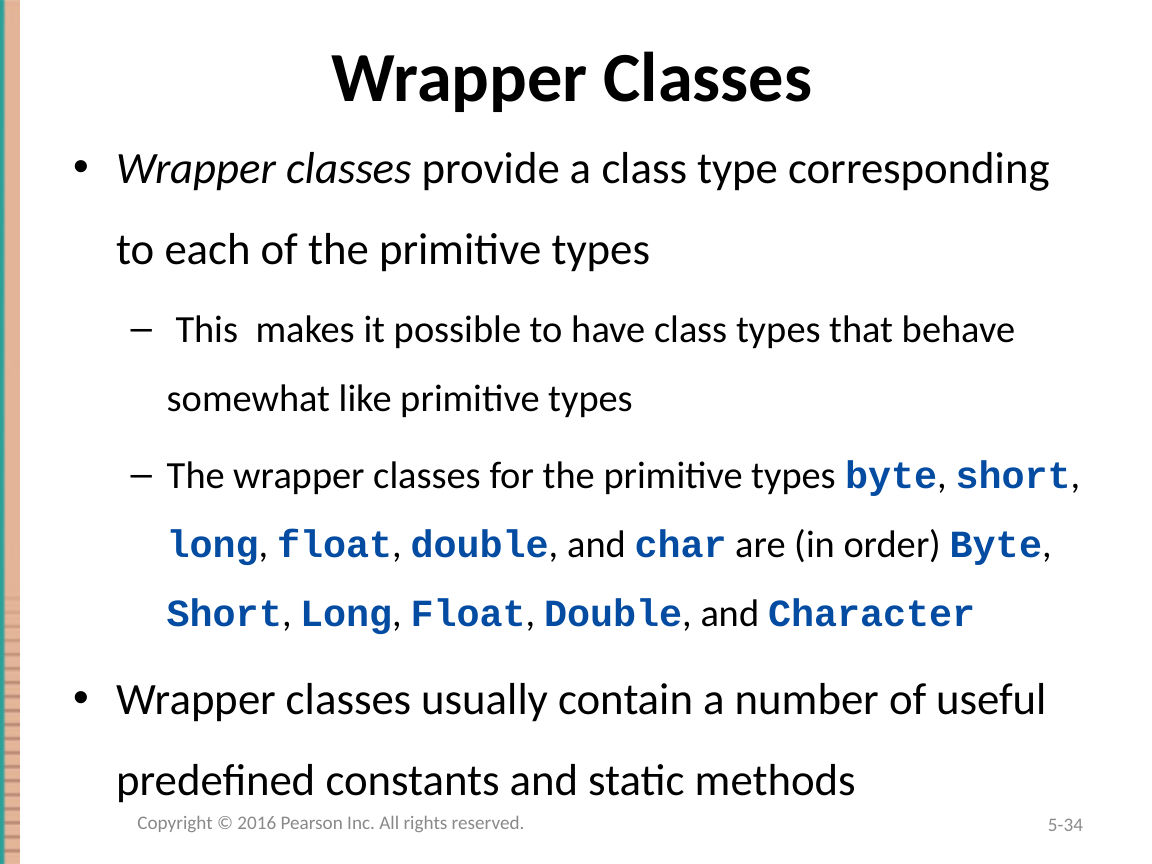 Wrapper Classes
• Wrapper classes provide a class type corresponding
to each of the primitive types
– This  makes it possible to have class types that behave
somewhat like primitive types
– The wrapper classes for the primitive types byte, short,
long, float, double, and char are (in order) Byte,
Short, Long, Float, Double, and Character
• Wrapper classes usually contain a number of useful
predefined constants and static methods
Copyright © 2016 Pearson Inc. All rights reserved.
5-34